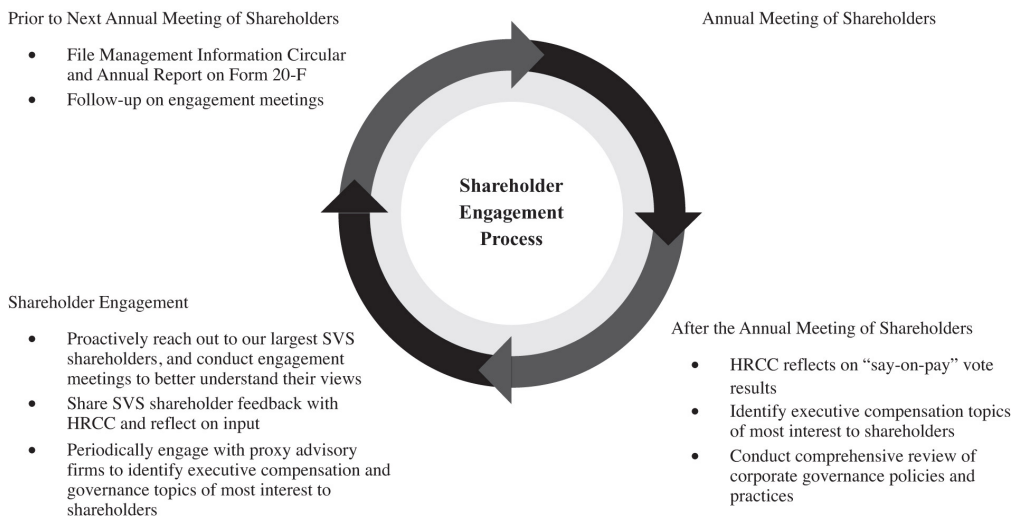 Prior to Next Annual Meeting of Shareholders
• File Management Information Circular
and Annual Report on Form 20-F
• Follow-up on engagement meetings
Annual Meeting of Shareholders
Shareholder
Engagement
Process
Shareholder Engagement
• Proactively reach out to our largest SVS
shareholders, and conduct engagement
meetings to better understand their views
• Share SVS shareholder feedback with
HRCC and reflect on input
• Periodically engage with proxy advisory
firms to identify executive compensation and
governance topics of most interest to
shareholders
After the Annual Meeting of Shareholders
• HRCC reflects on “say-on-pay” vote
results
• Identify executive compensation topics
of most interest to shareholders
• Conduct comprehensive review of
corporate governance policies and
practices